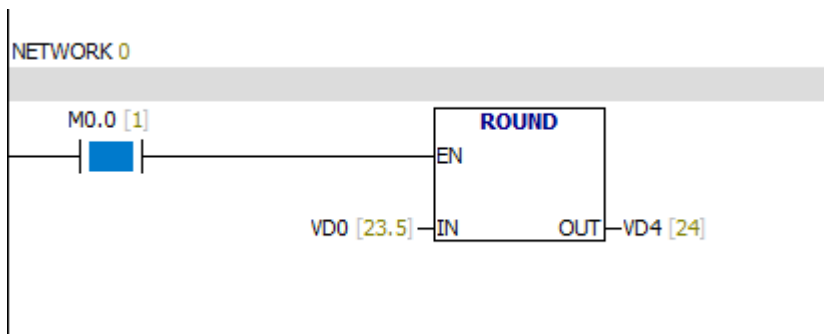 NETWORK 0
M0.0 [1]
ROUND
EN
VD0 [23.5] IN OUT VD4 [24]